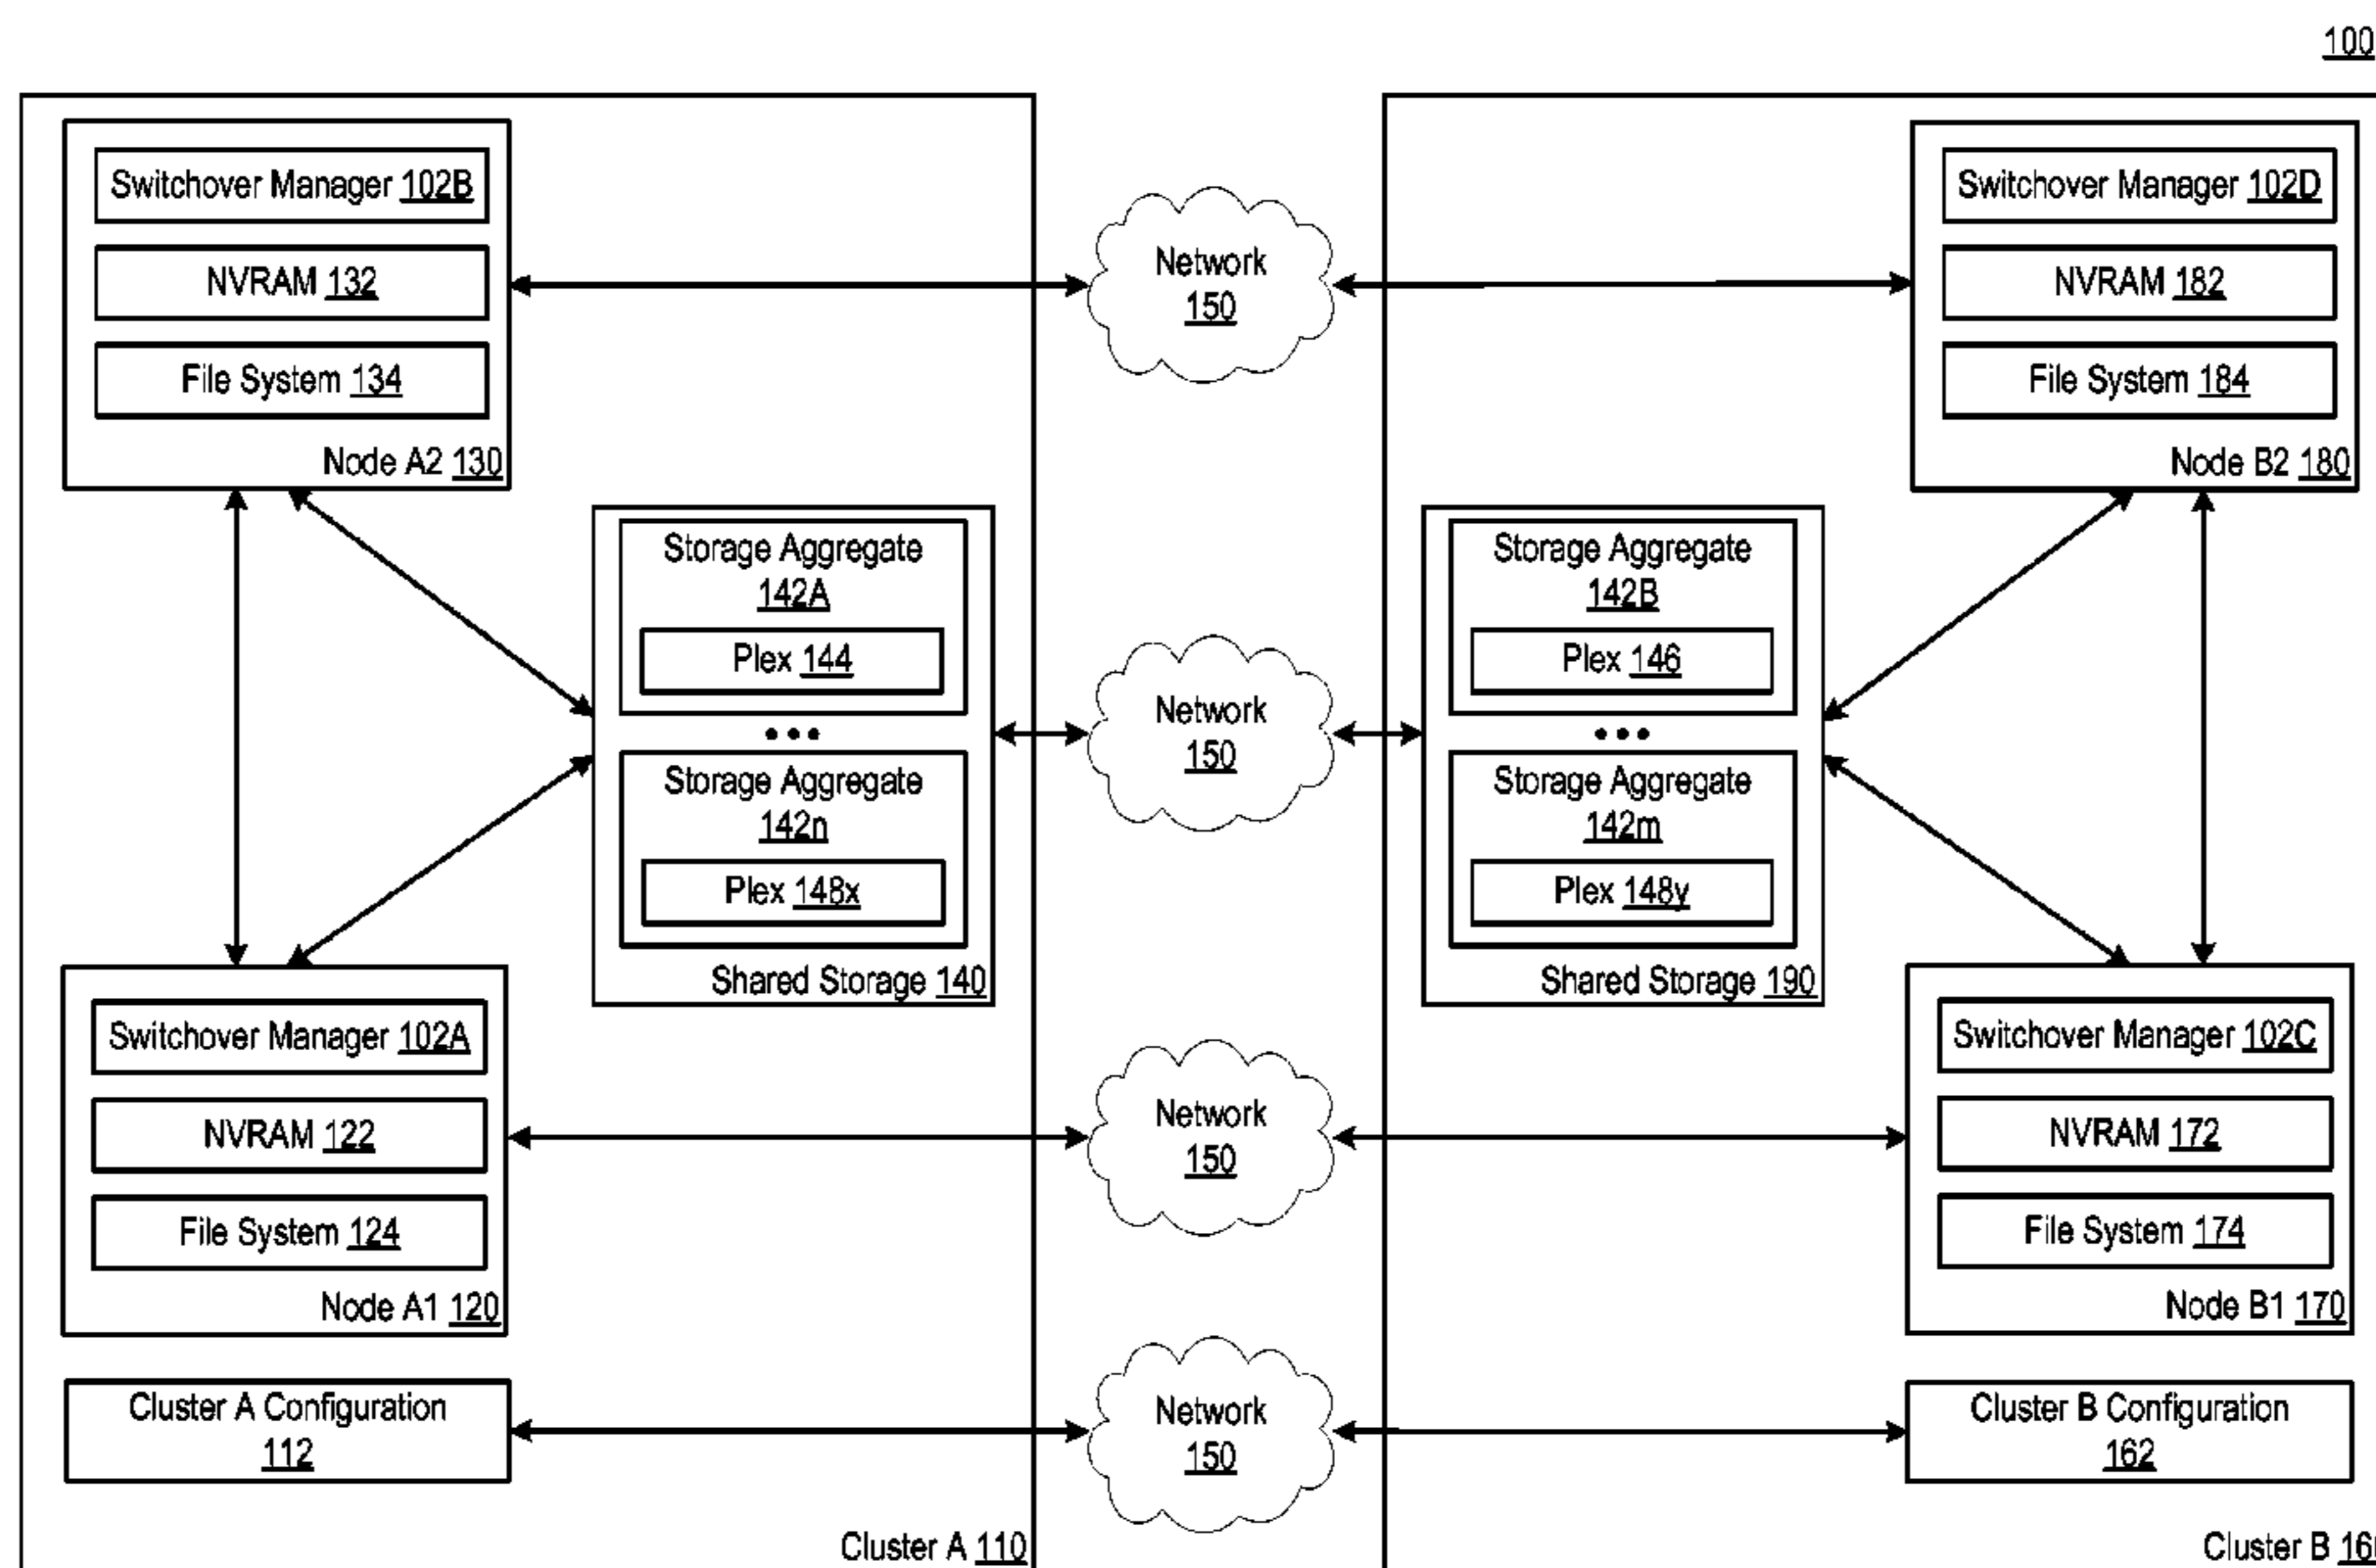 100
Switchover Manager 102B
NVRAM 132
File System 134
Node A2 130
Storage Aggregate
142A
Plex 144
•••
Storage Aggregate
142n
Plex 148x
Shared Storage 140
Switchover Manager 102A
NVRAM 122
File System 124
Node A1 120
Cluster A Configuration
112
Cluster A 110
Network
150
Network
150
Network
150
Network
150
Switchover Manager 102D
NVRAM 182
File System 184
Node B2 180
Storage Aggregate
142B
Plex 146
•••
Storage Aggregate
142m
Plex 148y
Shared Storage 190
Switchover Manager 102C
NVRAM 172
File System 174
Node B1 170
Cluster B Configuration
162
Cluster B